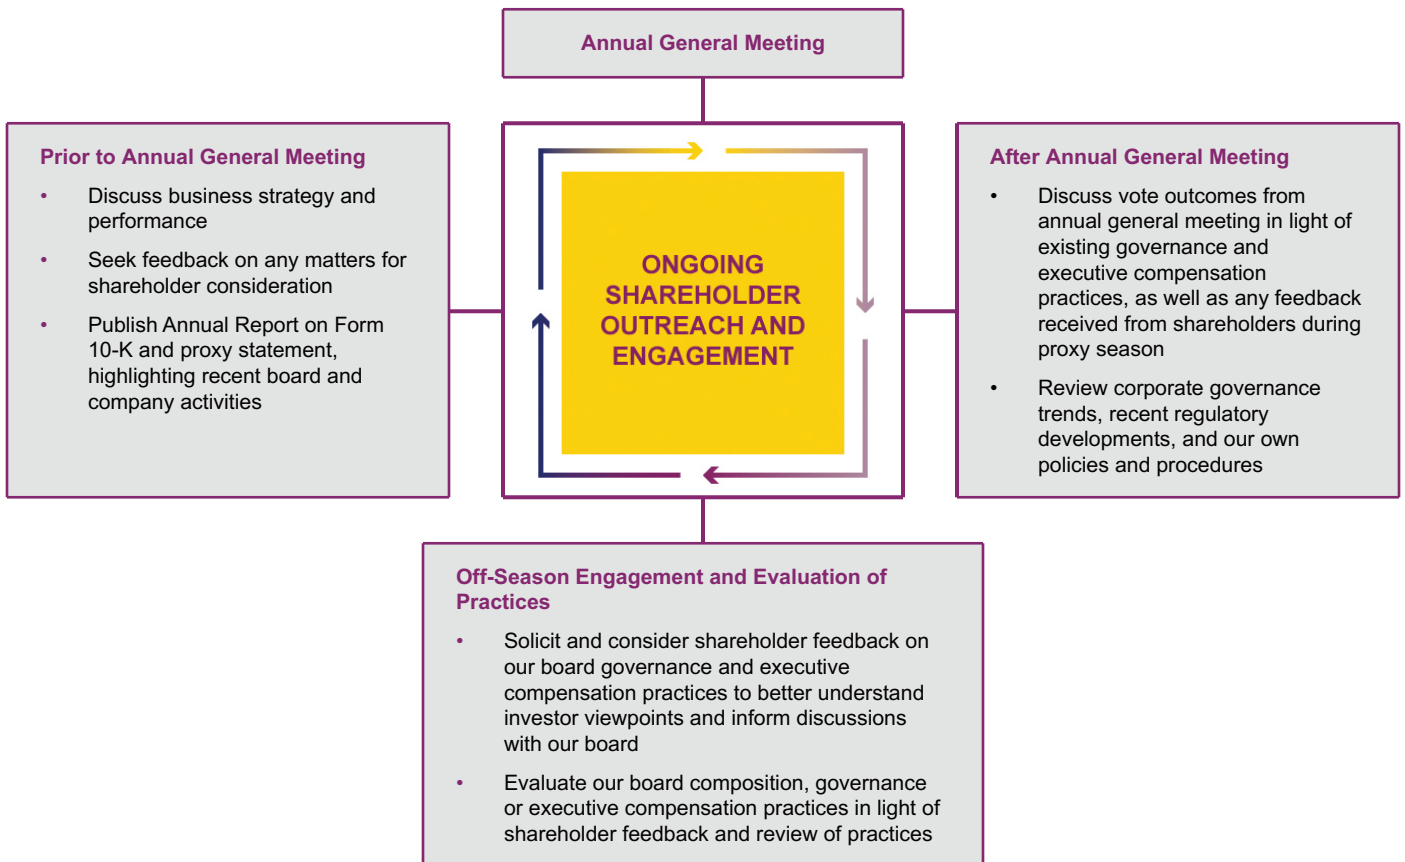 Annual General Meeting
Prior to Annual General Meeting
• Discuss business strategy and
performance
• Seek feedback on any matters for
shareholder consideration
• Publish Annual Report on Form
10-K and proxy statement,
highlighting recent board and
company activities
ONGOING
SHAREHOLDER
OUTREACH AND
ENGAGEMENT
After Annual General Meeting
• Discuss vote outcomes from
annual general meeting in light of
existing governance and
executive compensation
practices, as well as any feedback
received from shareholders during
proxy season
• Review corporate governance
trends, recent regulatory
developments, and our own
policies and procedures
Off-Season Engagement and Evaluation of
Practices
• Solicit and consider shareholder feedback on
our board governance and executive
compensation practices to better understand
investor viewpoints and inform discussions
with our board
• Evaluate our board composition, governance
or executive compensation practices in light of
shareholder feedback and review of practices